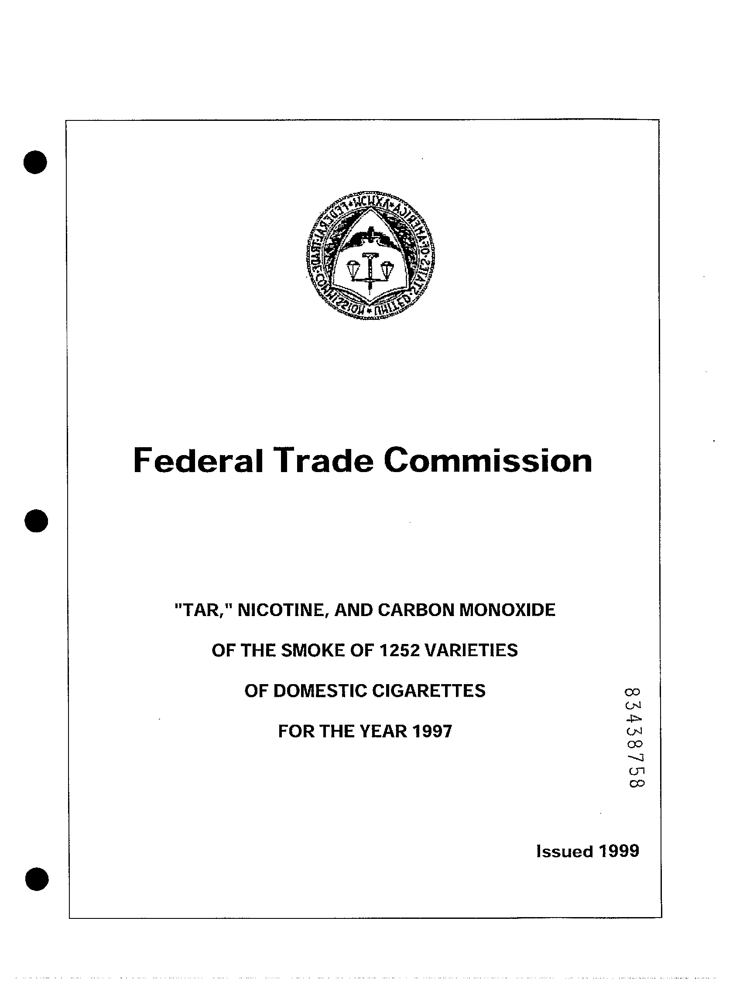 FEDERAL TRADE COMMISSION * UNITED STATES OF AMERICA *
Federal Trade Commission
"TAR," NICOTINE, AND CARBON MONOXIDE
OF THE SMOKE OF 1252 VARIETIES
OF DOMESTIC CIGARETTES
FOR THE YEAR 1997
83438758
Issued 1999